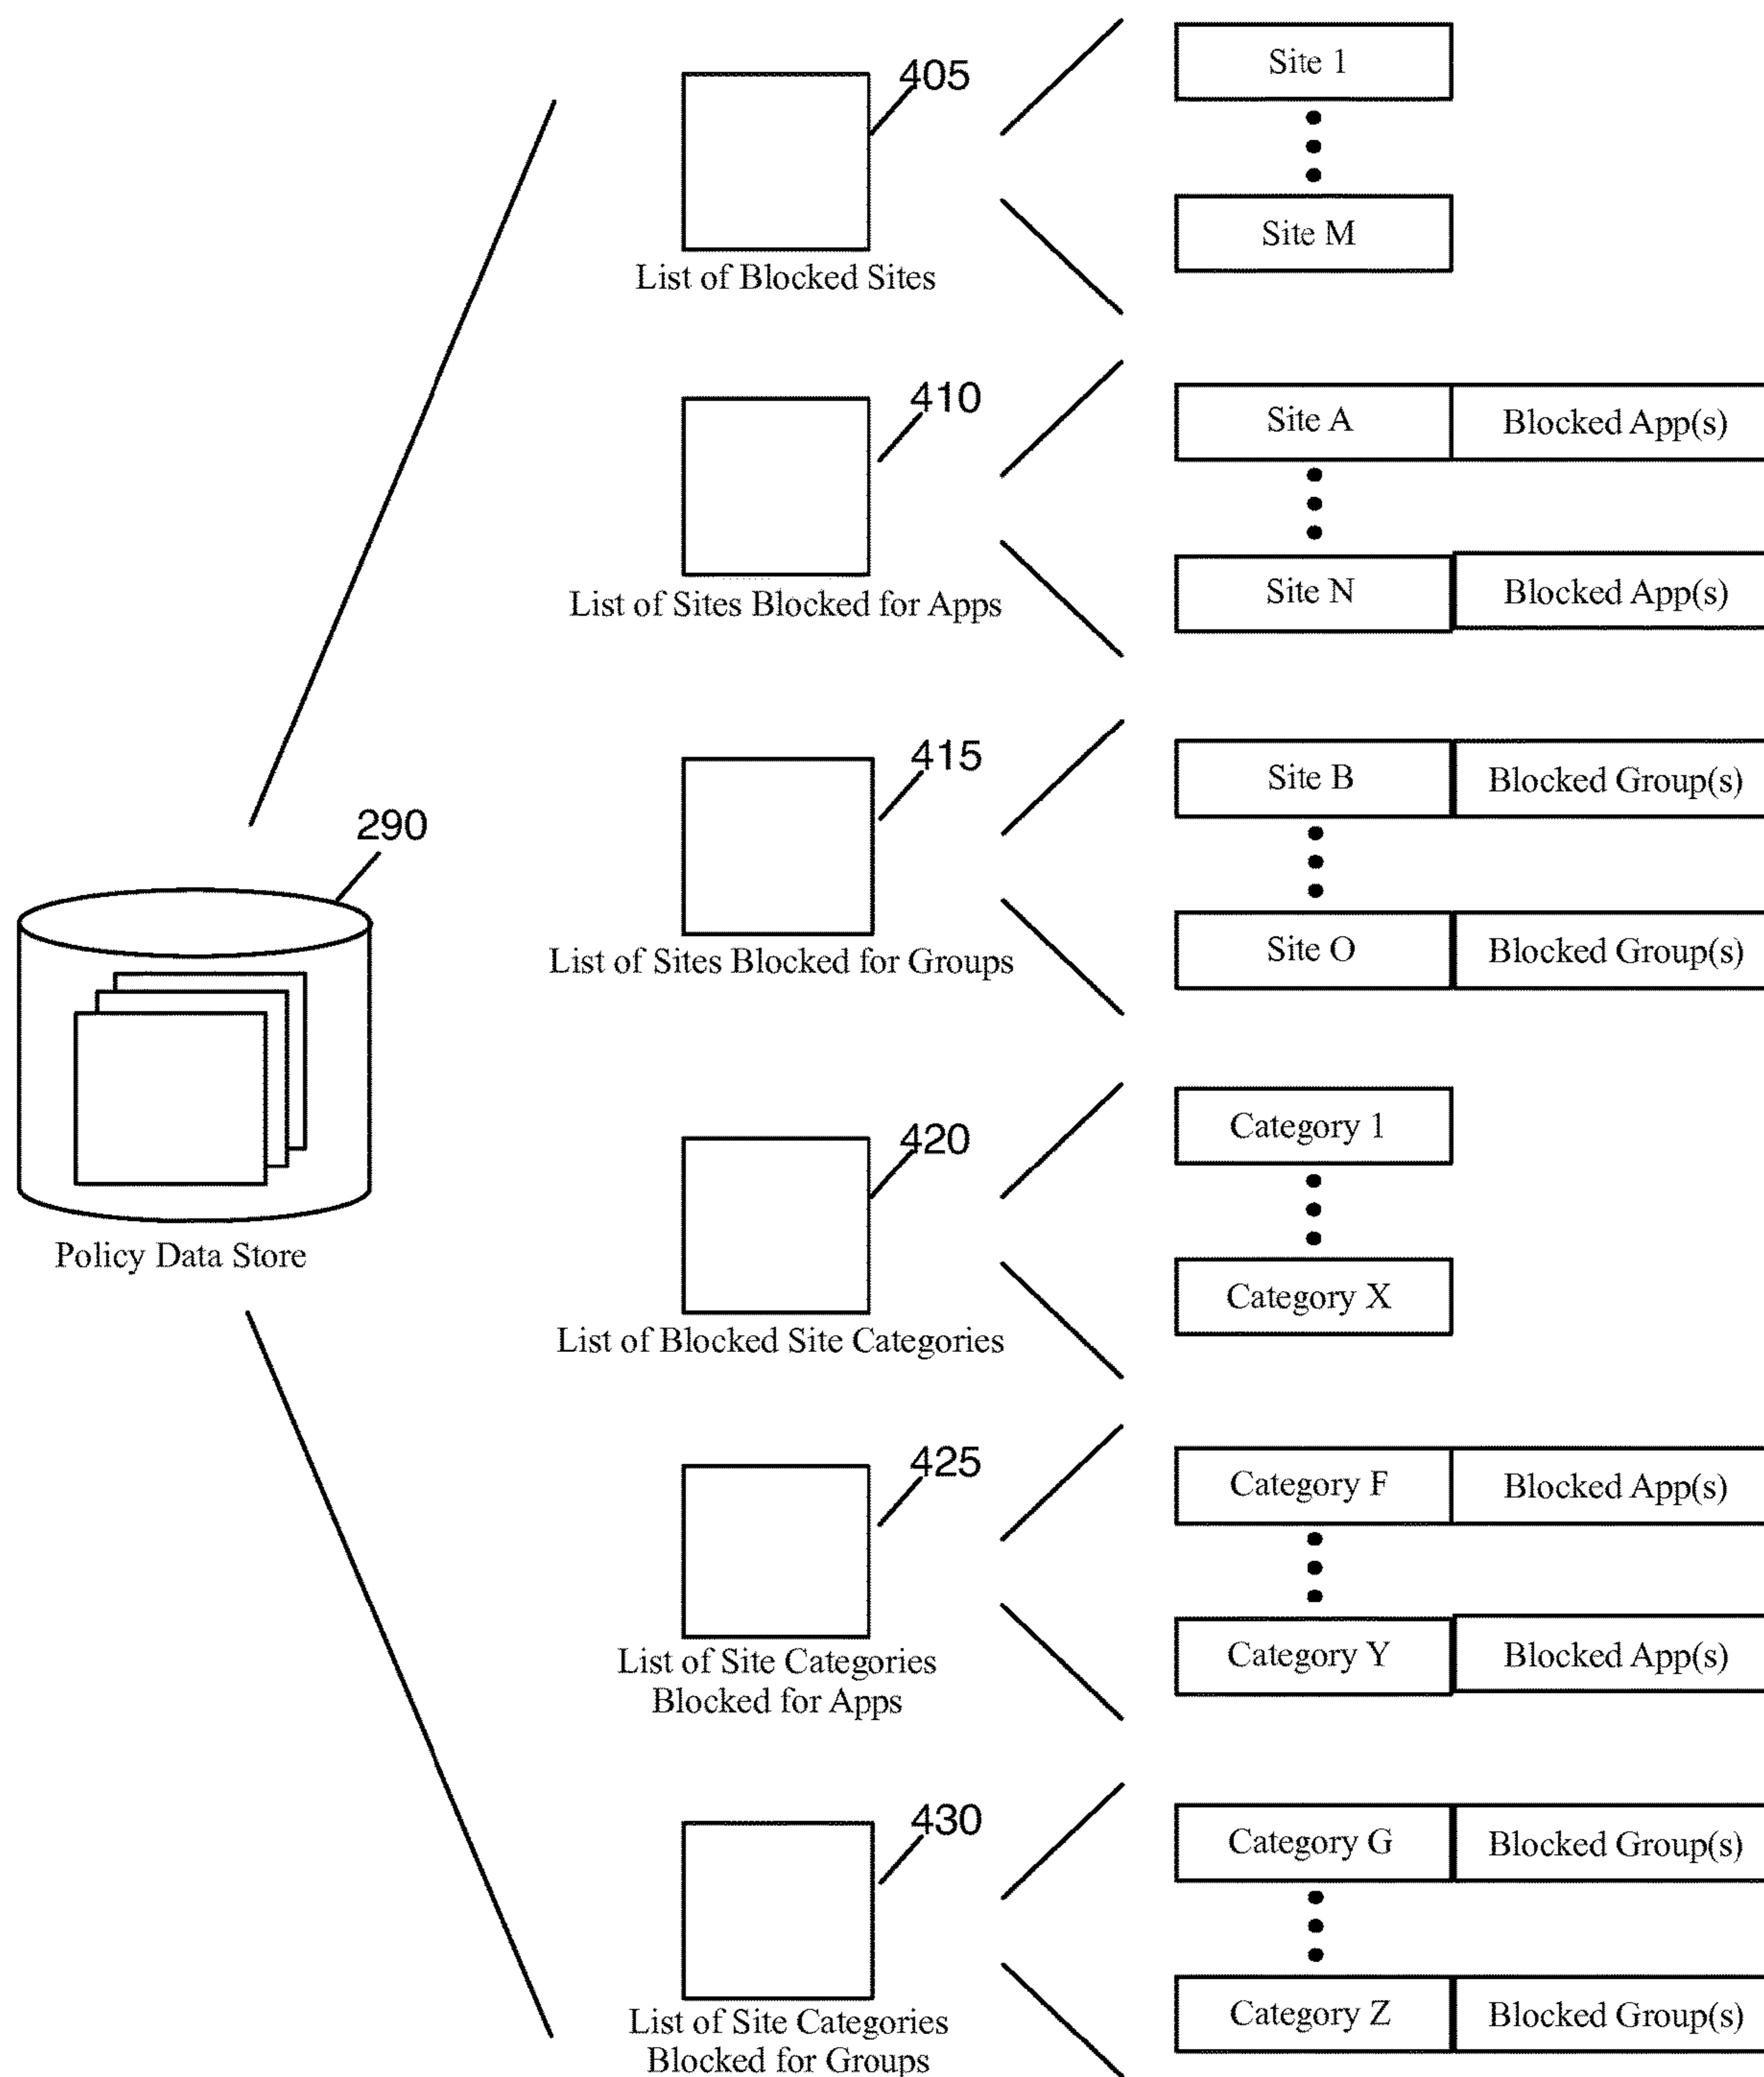 405
Site 1
Site M
List of Blocked Sites
410
Site A Blocked App(s)
Site N Blocked App(s)
List of Sites Blocked for Apps
415
Site B Blocked Group(s)
Site O Blocked Group(s)
List of Sites Blocked for Groups
290
Policy Data Store
420
Category 1
Category X
List of Blocked Site Categories
425
Category F Blocked App(s)
Category Y Blocked App(s)
List of Site Categories
Blocked for Apps
430
Category G Blocked Group(s)
Category Z Blocked Group(s)
List of Site Categories
Blocked for Groups